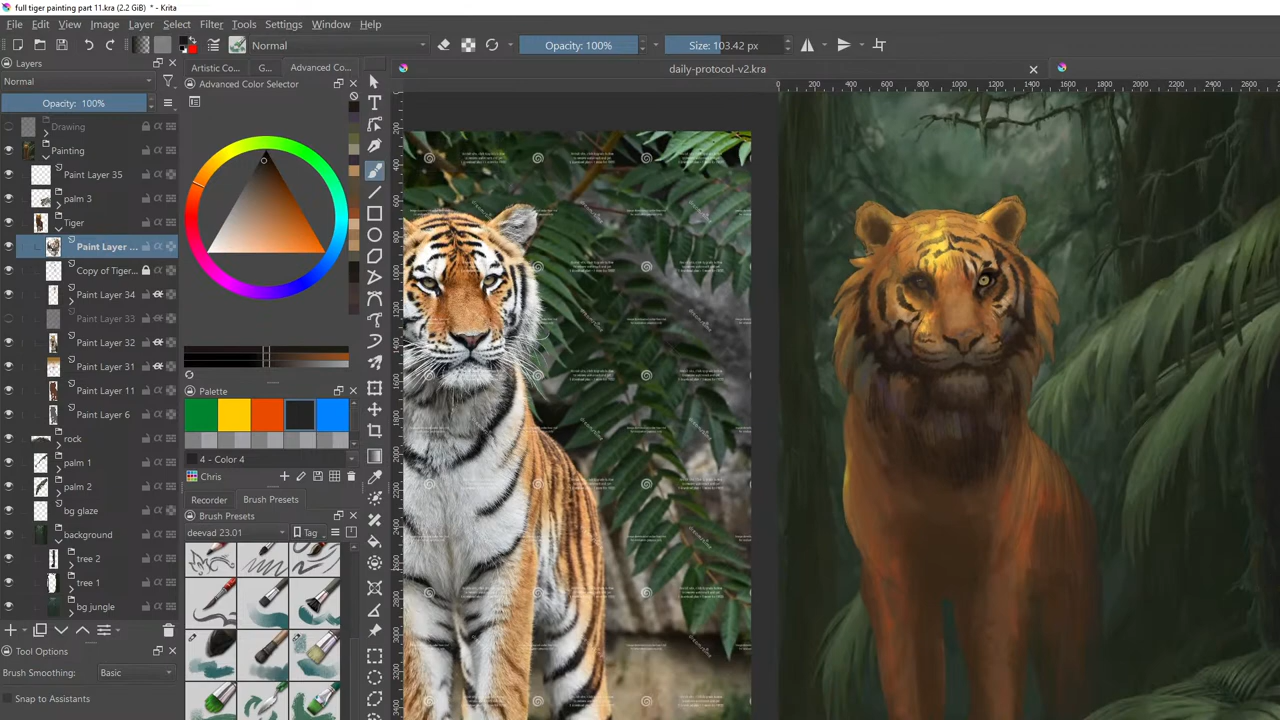 full tiger painting part 11.kra (2.2 GiB) * - Krita
File Edit View Image Layer Select Filter Tools Settings Window Help
Normal
Opacity: 100%
Size: 103.42 px
Layers
Normal
Opacity: 100%
Drawing
Painting
Paint Layer 35
palm 3
Tiger
Paint Layer ...
Copy of Tiger...
Paint Layer 34
Paint Layer 33
Paint Layer 32
Paint Layer 31
Paint Layer 11
Paint Layer 6
rock
palm 1
palm 2
bg glaze
background
tree 2
tree 1
bg jungle
Tool Options
Brush Smoothing: Basic
Snap to Assistants
Artistic Co... G... Advanced Co...
Advanced Color Selector
Palette
4 - Color 4
Chris
Recorder Brush Presets
Brush Presets
deevad 23.01 Tag
daily-protocol-v2.kra
0 200 400 600 800 1000 1200 1400 1600 1800 2000 2200 2400 2600